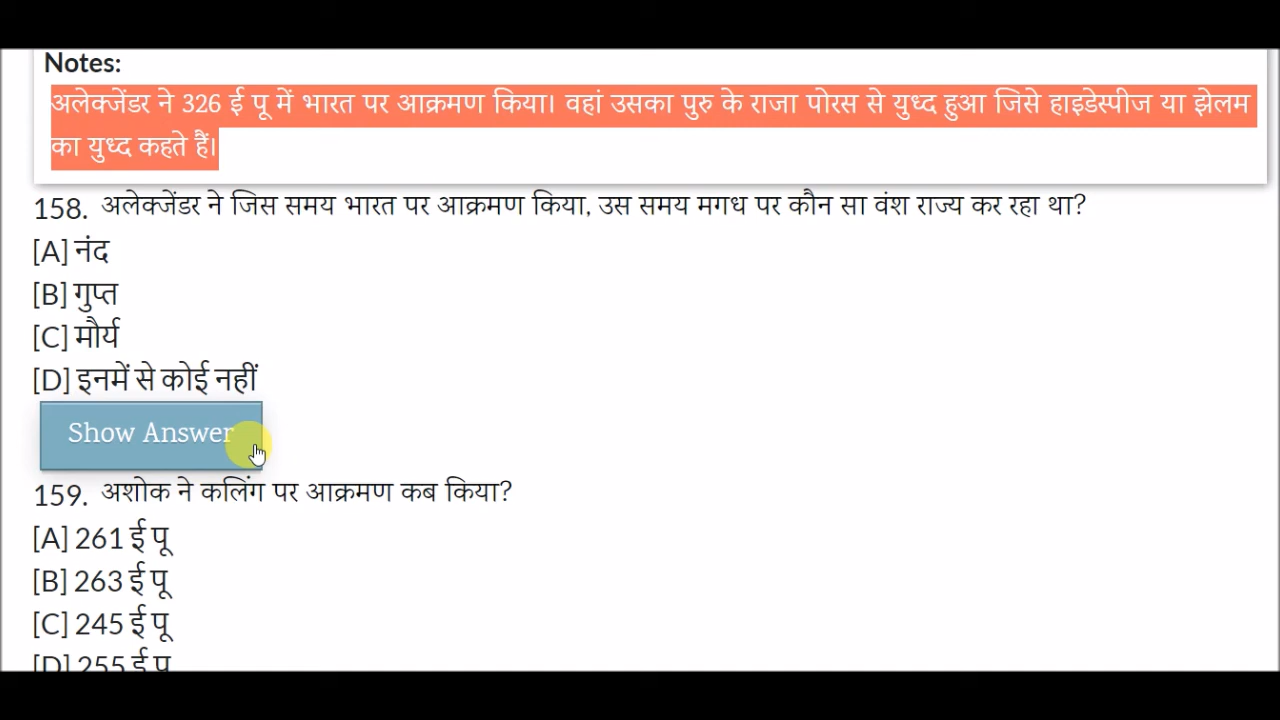 Notes:
अलेक्जेंडर ने 326 ई पू में भारत पर आक्रमण किया। वहां उसका पुरु के राजा पोरस से युध्द हुआ जिसे हाइडेस्पीज या झेलम
का युध्द कहते हैं।
158. अलेक्जेंडर ने जिस समय भारत पर आक्रमण किया, उस समय मगध पर कौन सा वंश राज्य कर रहा था?
[A] नंद
[B] गुप्त
[C] मौर्य
[D] इनमें से कोई नहीं
Show Answer
159. अशोक ने कलिंग पर आक्रमण कब किया?
[A] 261 ई पू
[B] 263 ई पू
[C] 245 ई पू
[D] 255 ई पू